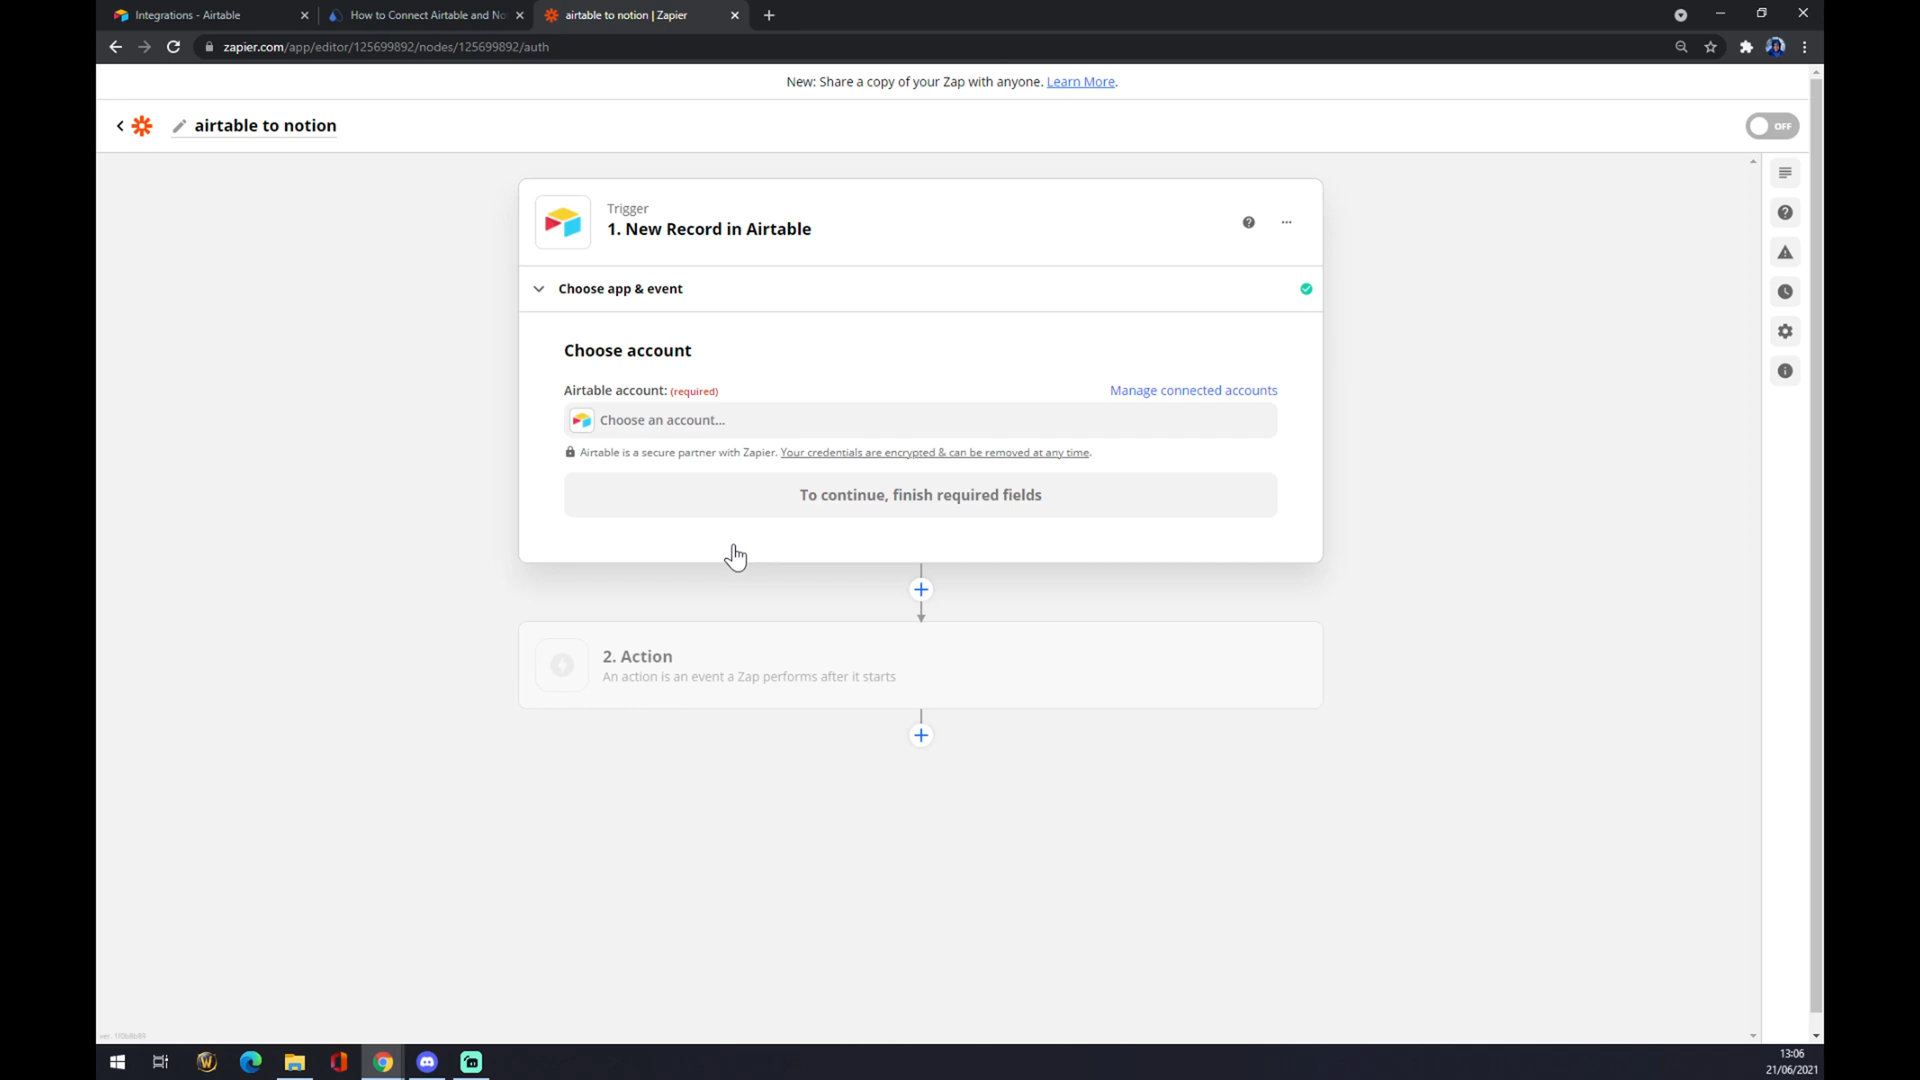 Integrations - Airtable
How to Connect Airtable and No
airtable to notion | Zapier
zapier.com/app/editor/125699892/nodes/125699892/auth
New: Share a copy of your Zap with anyone. Learn More.
airtable to notion
OFF
Trigger
1. New Record in Airtable
Choose app & event
Choose account
Airtable account: (required)
Manage connected accounts
Choose an account...
Airtable is a secure partner with Zapier. Your credentials are encrypted & can be removed at any time.
To continue, finish required fields
2. Action
An action is an event a Zap performs after it starts
13:06
21/06/2021